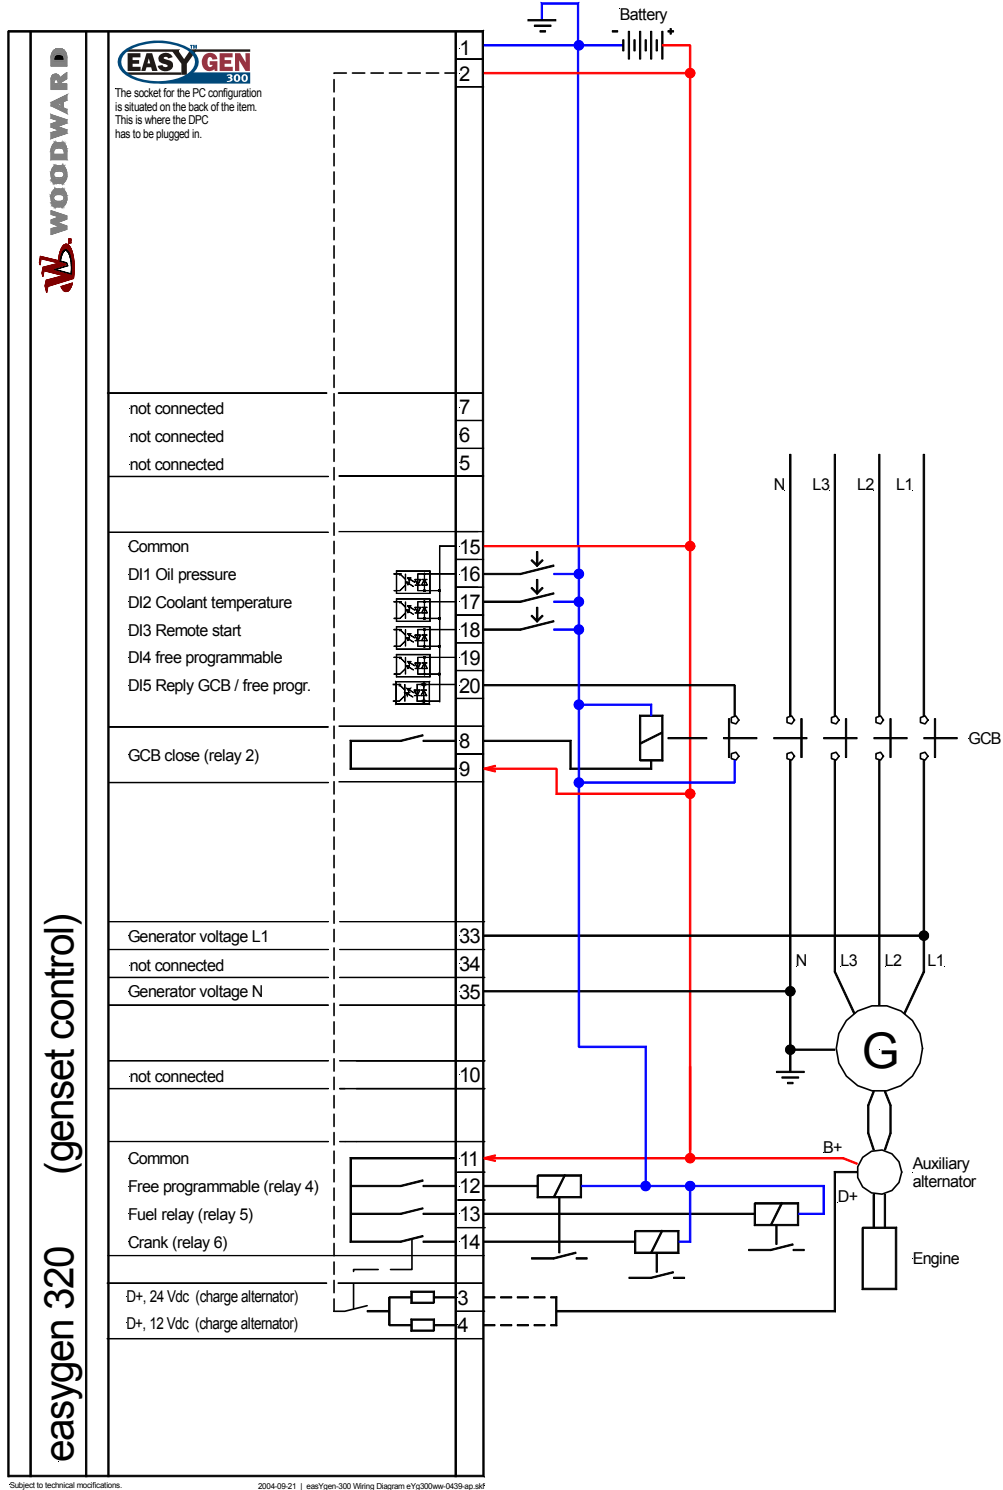 Battery
- +
1
2
WOODWARD
EASYGEN™
300
The socket for the PC configuration
is situated on the back of the item.
This is where the DPC
has to be plugged in.
not connected 7
not connected 6
not connected 5
N L3 L2 L1
Common 15
DI1 Oil pressure 16
DI2 Coolant temperature 17
DI3 Remote start 18
DI4 free programmable 19
DI5 Reply GCB / free progr. 20
8
GCB close (relay 2)
9
GCB
Generator voltage L1 33
not connected 34
Generator voltage N 35
N L3 L2 L1
G
not connected 10
Common 11
Free programmable (relay 4) 12
Fuel relay (relay 5) 13
Crank (relay 6) 14
B+
D+
Auxiliary
alternator
Engine
D+, 24 Vdc (charge alternator) 3
D+, 12 Vdc (charge alternator) 4
easygen 320 (genset control)
Subject to technical mocifications.
2004-09-21 | easYgen-300 Wiring Diagram eYg300ww-0439-ap.skf